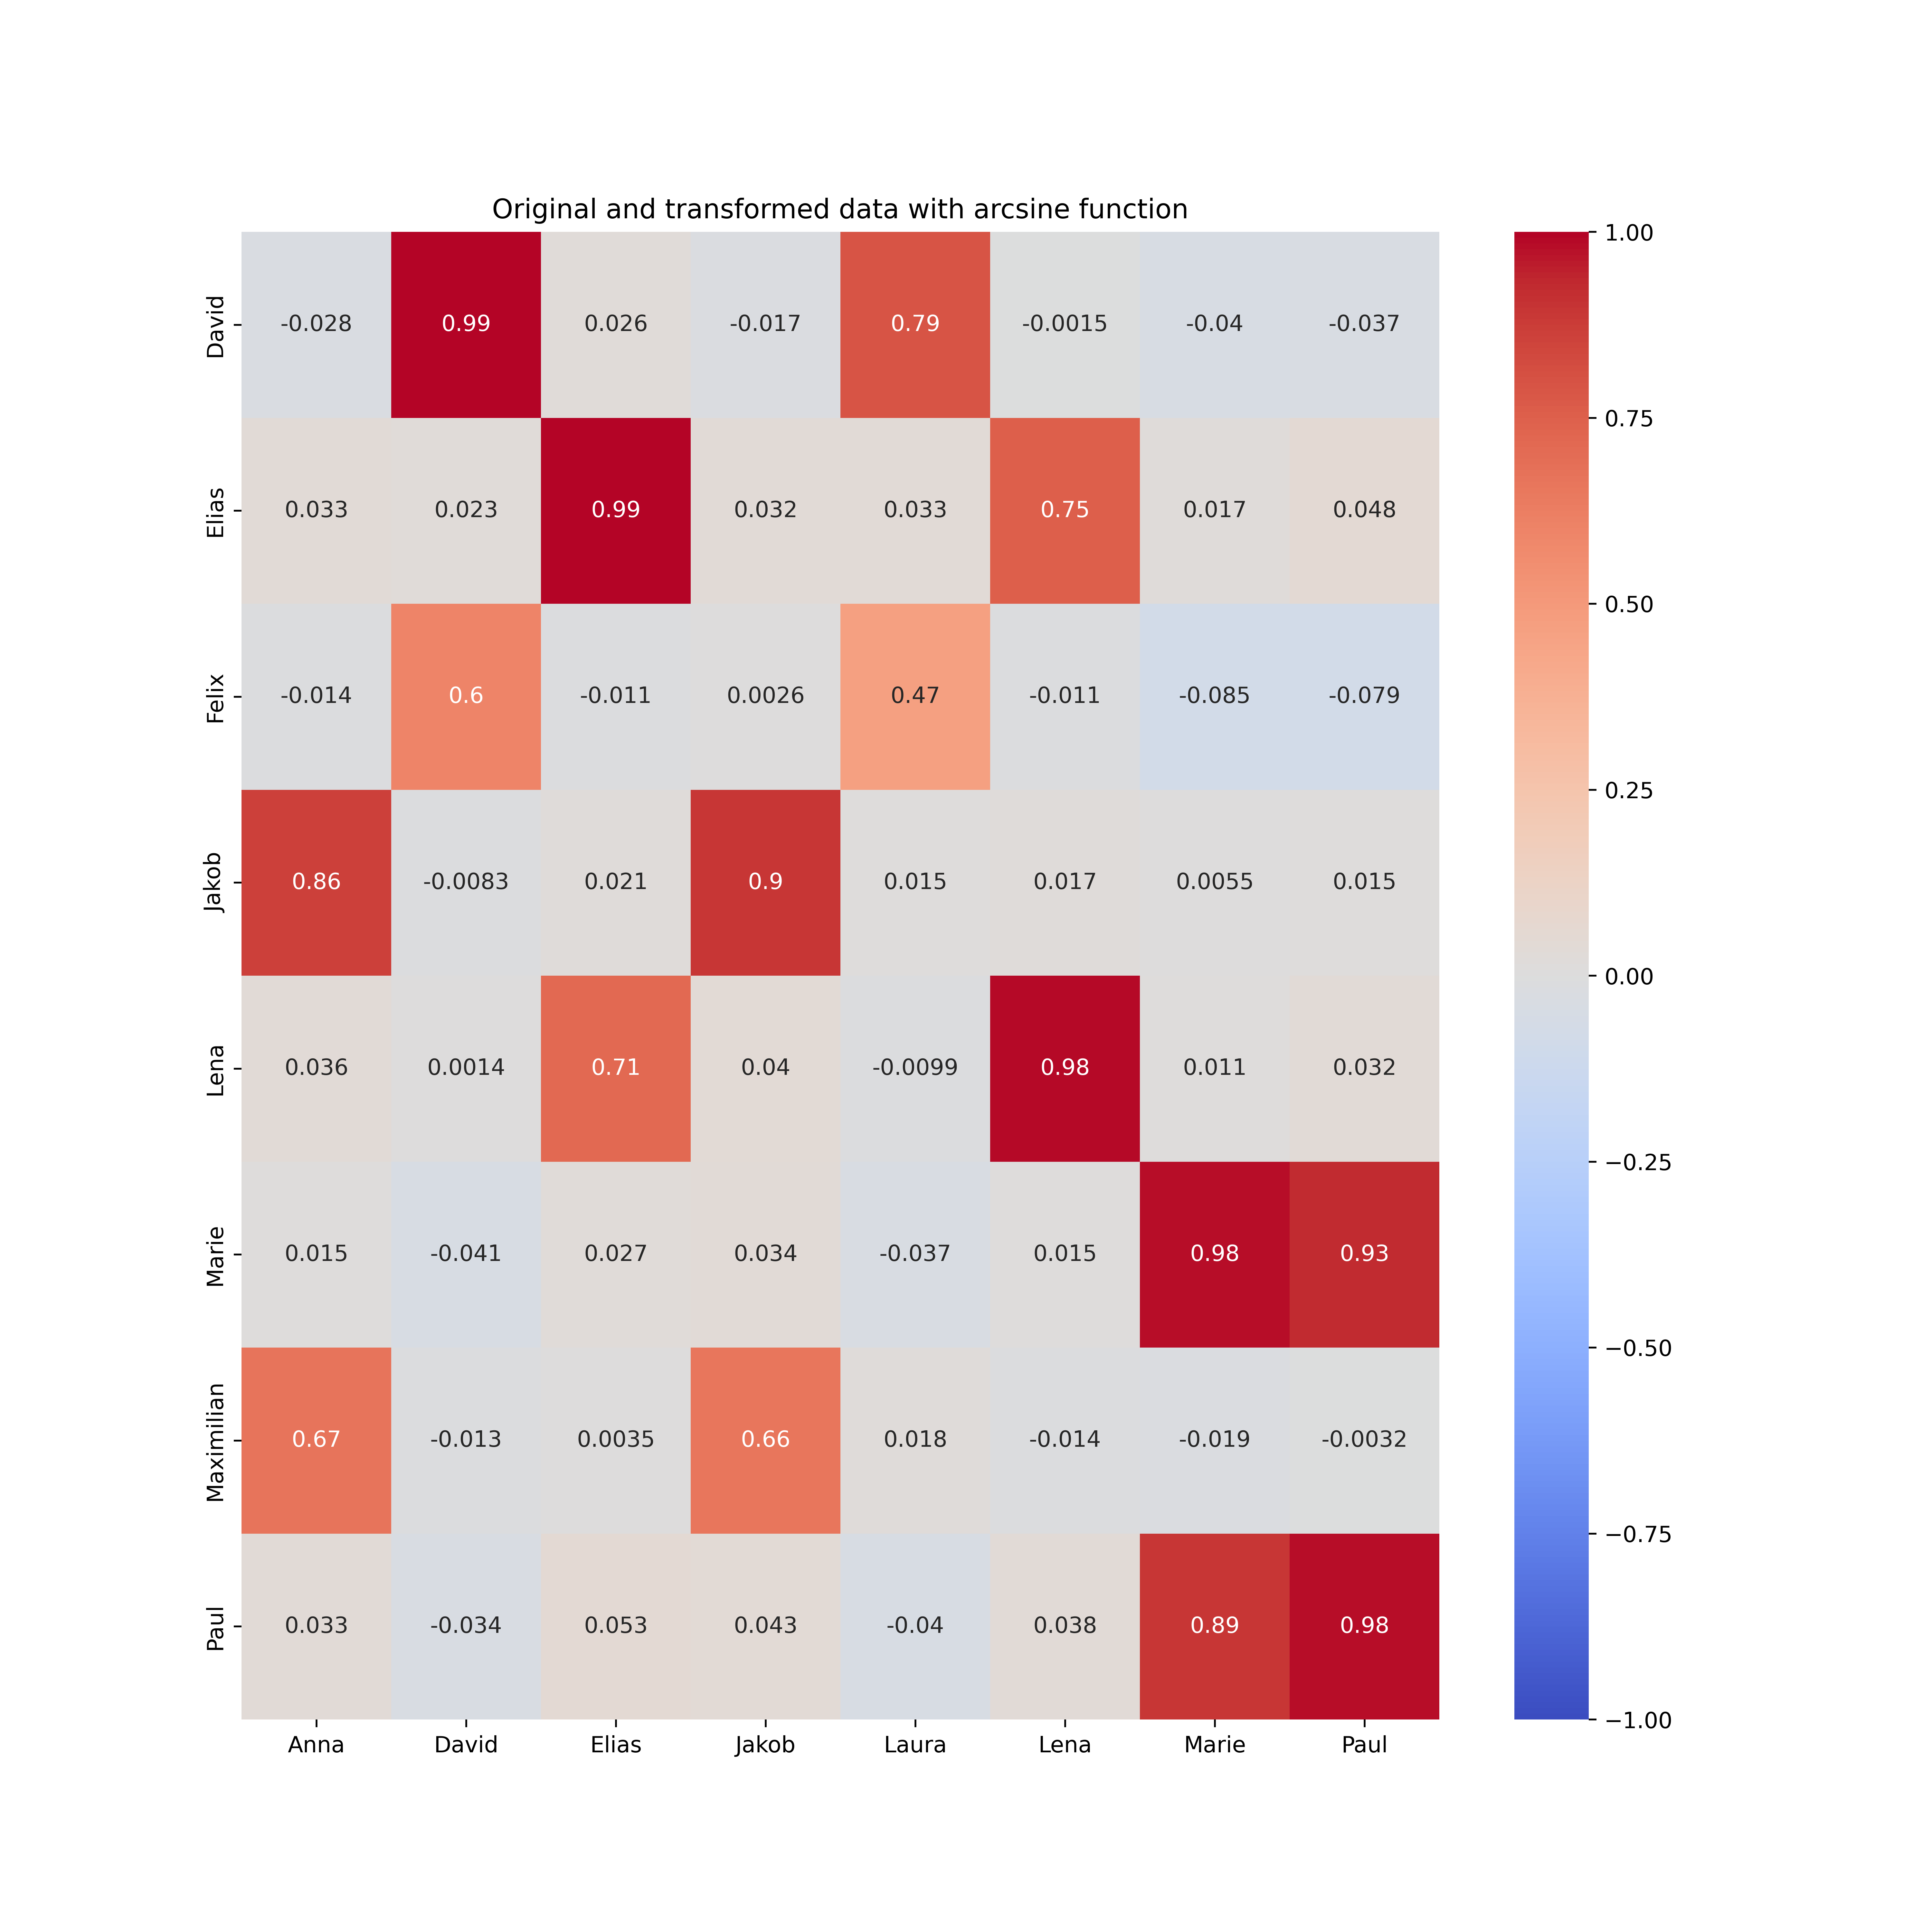 Original and transformed data with arcsine function
David -0.028 0.99 0.026 -0.017 0.79 -0.0015 -0.04 -0.037
Elias 0.033 0.023 0.99 0.032 0.033 0.75 0.017 0.048
Felix -0.014 0.6 -0.011 0.0026 0.47 -0.011 -0.085 -0.079
Jakob 0.86 -0.0083 0.021 0.9 0.015 0.017 0.0055 0.015
Lena 0.036 0.0014 0.71 0.04 -0.0099 0.98 0.011 0.032
Marie 0.015 -0.041 0.027 0.034 -0.037 0.015 0.98 0.93
Maximilian 0.67 -0.013 0.0035 0.66 0.018 -0.014 -0.019 -0.0032
Paul 0.033 -0.034 0.053 0.043 -0.04 0.038 0.89 0.98
Anna David Elias Jakob Laura Lena Marie Paul
1.00
0.75
0.50
0.25
0.00
−0.25
−0.50
−0.75
−1.00